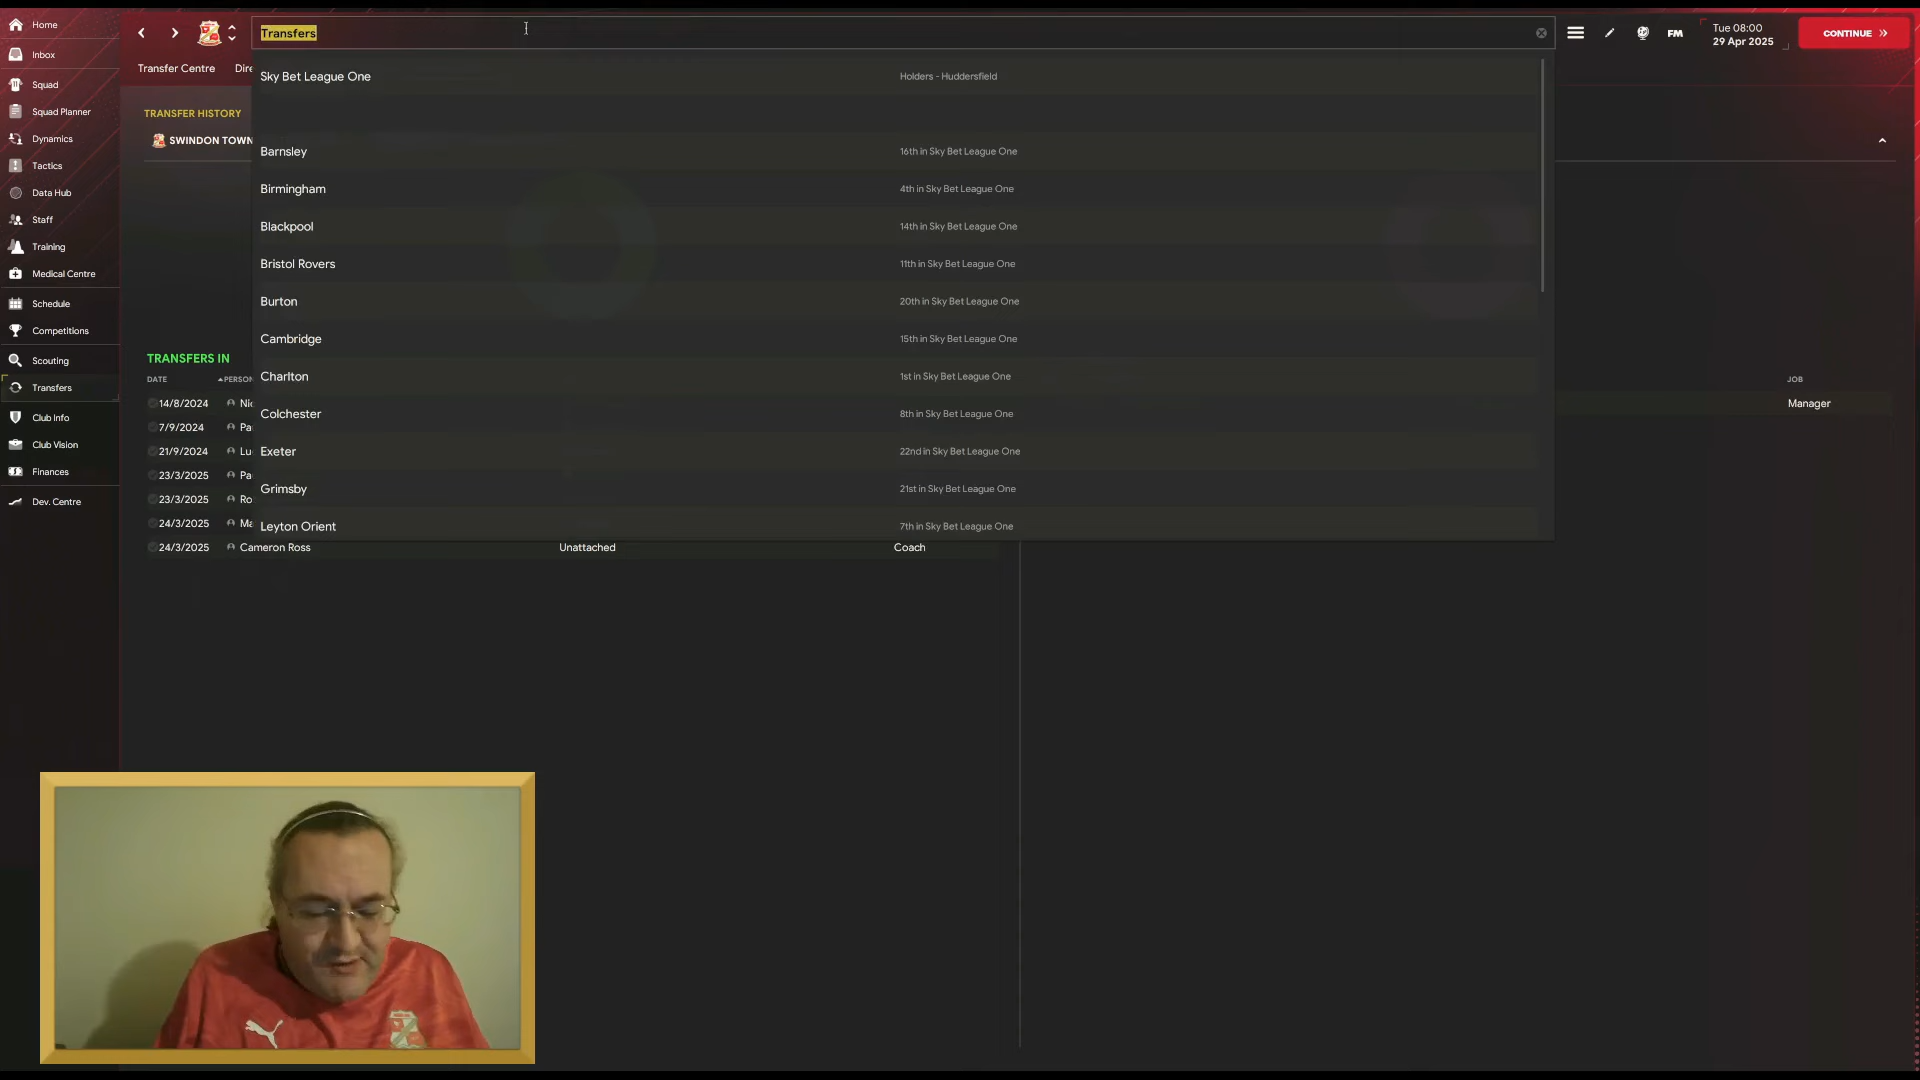 Home
Inbox
Squad
Squad Planner
Dynamics
Tactics
Data Hub
Staff
Training
Medical Centre
Schedule
Competitions
Scouting
Transfers
Club Info
Club Vision
Finances
Dev. Centre
Transfers
FM
Tue 08:00
29 Apr 2025
CONTINUE
Transfer Centre Dire
TRANSFER HISTORY
SWINDON TOWN
Sky Bet League One Holders - Huddersfield
Barnsley 16th in Sky Bet League One
Birmingham 4th in Sky Bet League One
Blackpool 14th in Sky Bet League One
Bristol Rovers 11th in Sky Bet League One
Burton 20th in Sky Bet League One
Cambridge 15th in Sky Bet League One
Charlton 1st in Sky Bet League One
Colchester 8th in Sky Bet League One
Exeter 22nd in Sky Bet League One
Grimsby 21st in Sky Bet League One
Leyton Orient 7th in Sky Bet League One
TRANSFERS IN
DATE PERSON JOB
14/8/2024 Nic Manager
7/9/2024 Pa
21/9/2024 Lu
23/3/2025 Pa
23/3/2025 Ro
24/3/2025 Ma
24/3/2025 Cameron Ross Unattached Coach